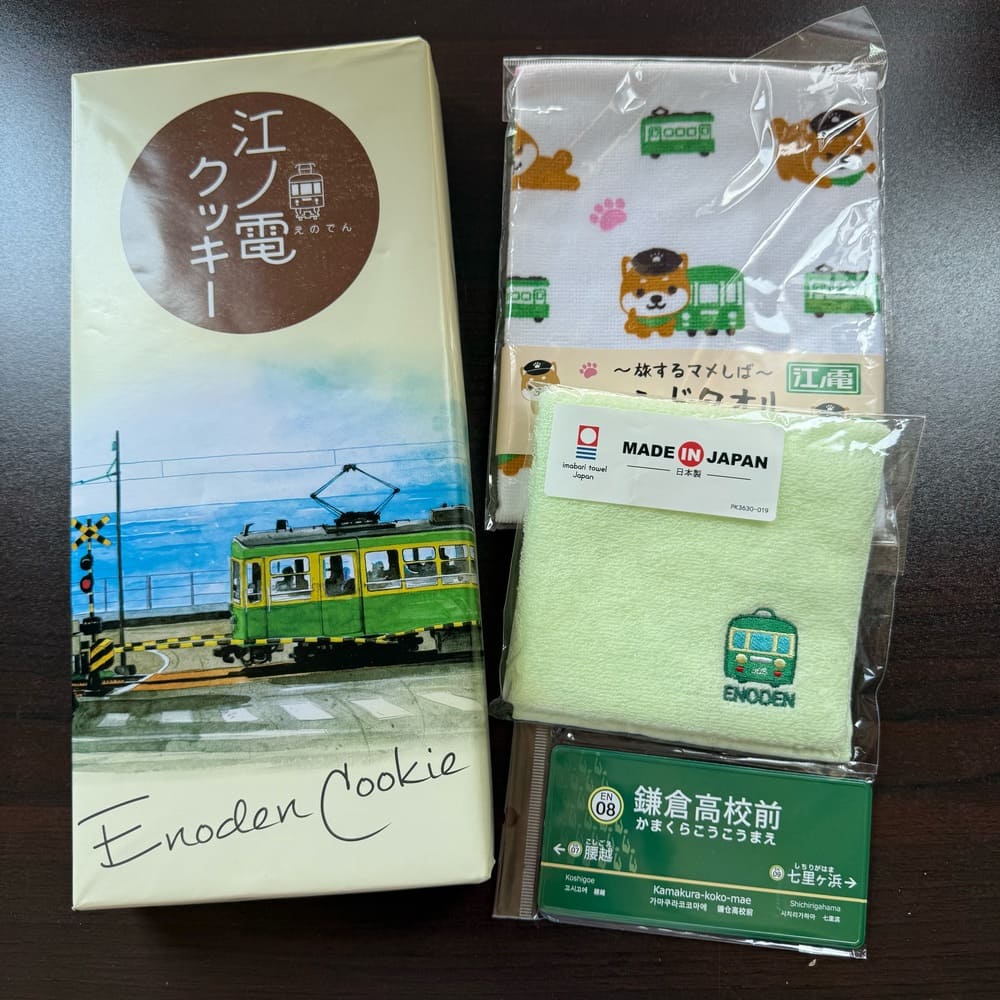 江ノ電
えのでん
クッキー
Enoden Cookie
〜旅するマメしば〜
江ノ電
imabari towel
Japan
MADE IN JAPAN
日本製
PK3630-019
ENODEN
EN
08
鎌倉高校前
かまくらこうこうまえ
こしごえ
← 07 腰越
Koshigoe
고시고에 腰越
しちりがはま
09 七里ヶ浜→
Kamakura-koko-mae
가마쿠라코코마에 鎌仓高校前
Shichirigahama
시치리가하마 七里浜